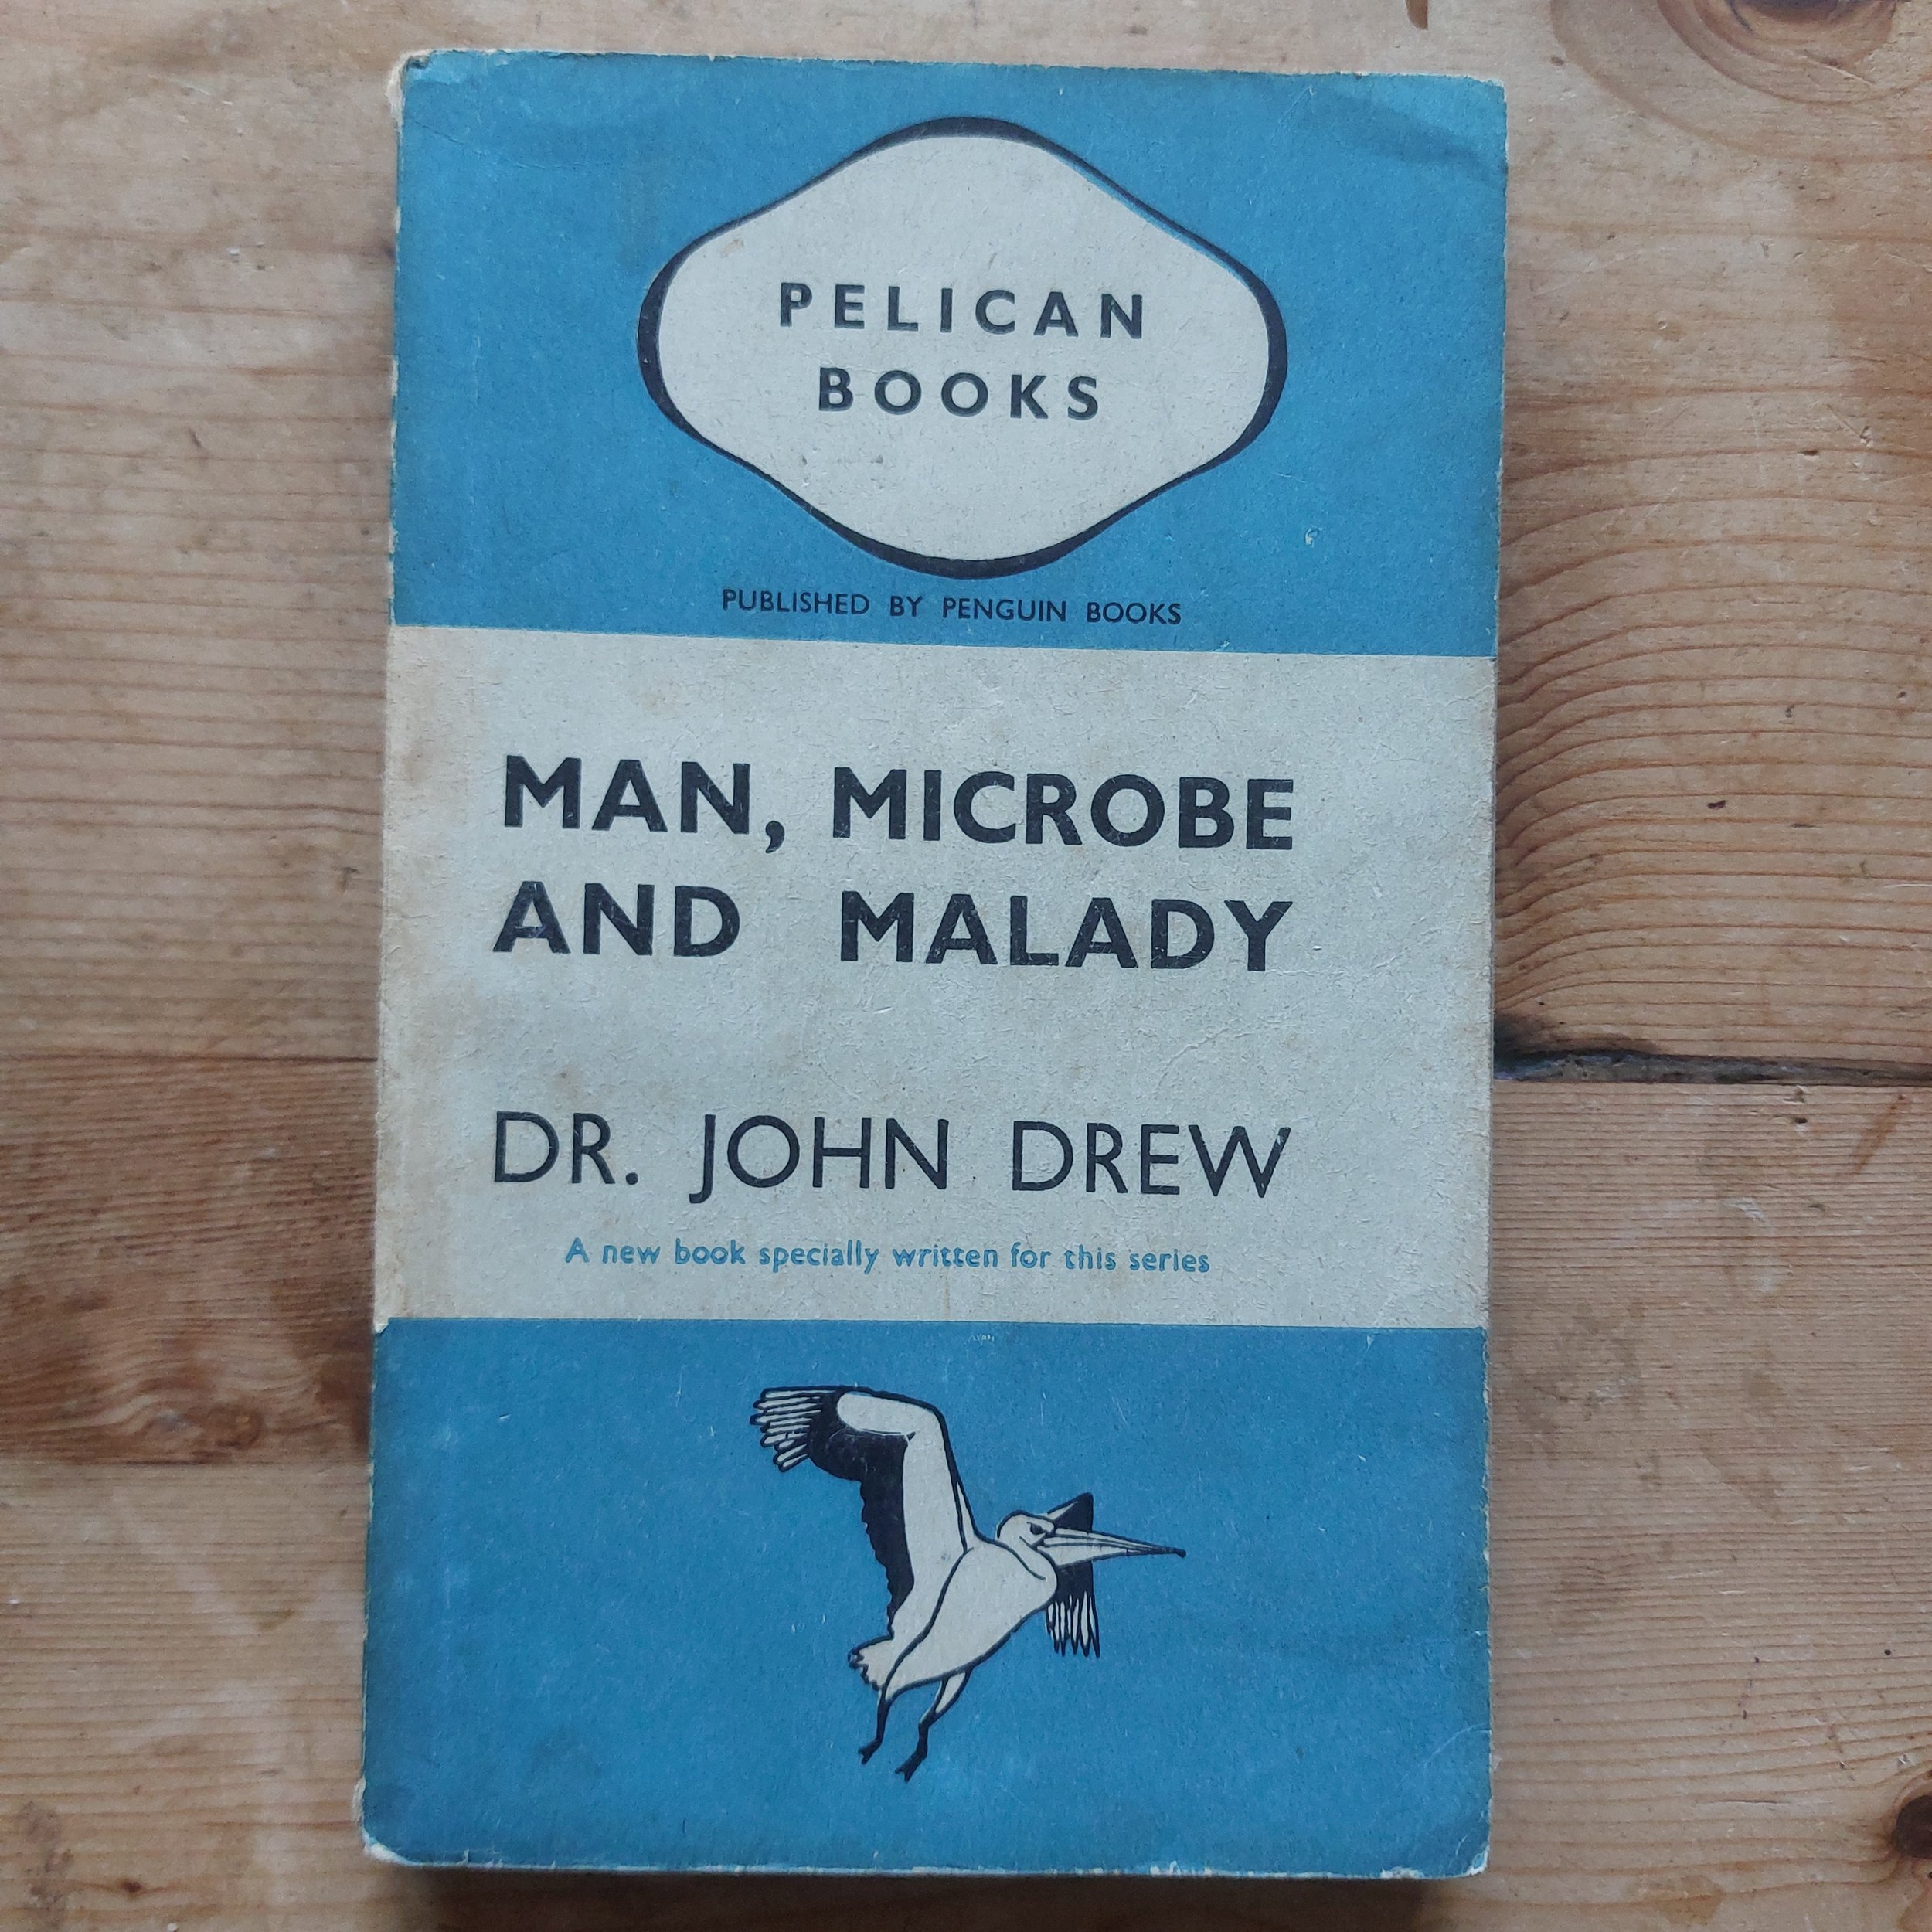 PELICAN
BOOKS
PUBLISHED BY PENGUIN BOOKS
MAN, MICROBE
AND MALADY
DR. JOHN DREW
A new book specially written for this series